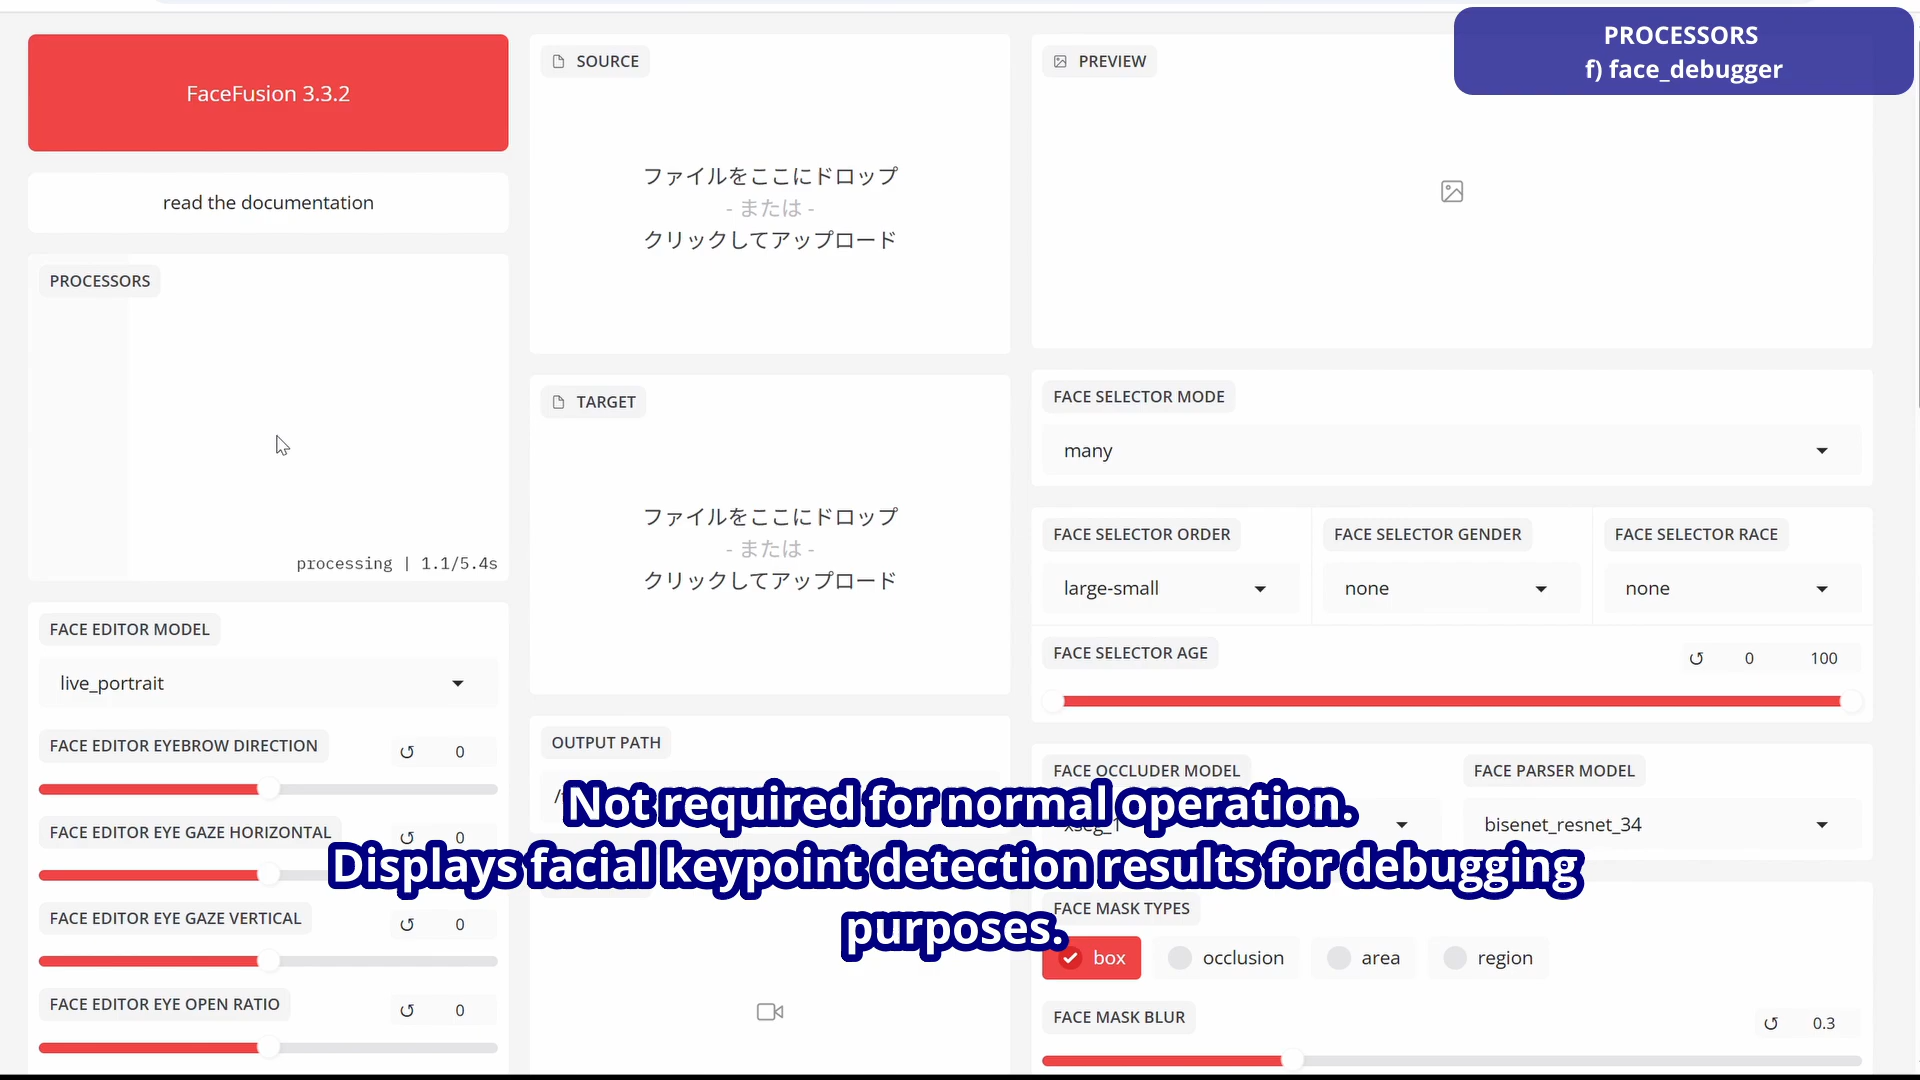 PROCESSORS
f) face_debugger
FaceFusion 3.3.2
read the documentation
PROCESSORS
processing | 1.1/5.4s
FACE EDITOR MODEL
live_portrait
FACE EDITOR EYEBROW DIRECTION
0
FACE EDITOR EYE GAZE HORIZONTAL
0
FACE EDITOR EYE GAZE VERTICAL
0
FACE EDITOR EYE OPEN RATIO
0
SOURCE
ファイルをここにドロップ
- または -
クリックしてアップロード
TARGET
ファイルをここにドロップ
- または -
クリックしてアップロード
OUTPUT PATH
PREVIEW
FACE SELECTOR MODE
many
FACE SELECTOR ORDER
large-small
FACE SELECTOR GENDER
none
FACE SELECTOR RACE
none
FACE SELECTOR AGE
0
100
FACE OCCLUDER MODEL
xseg_1
FACE PARSER MODEL
bisenet_resnet_34
FACE MASK TYPES
box
occlusion
area
region
FACE MASK BLUR
0.3
Not required for normal operation.
Displays facial keypoint detection results for debugging
purposes.